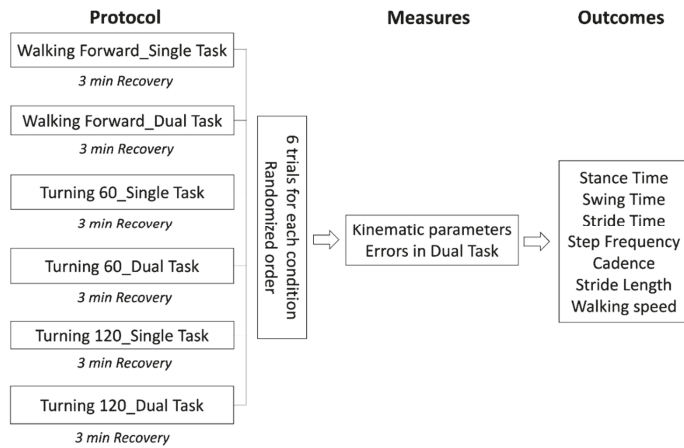 Protocol
Measures
Outcomes
Walking Forward_Single Task
3 min Recovery
Walking Forward_Dual Task
3 min Recovery
Turning 60_Single Task
3 min Recovery
Turning 60_Dual Task
3 min Recovery
Turning 120_Single Task
3 min Recovery
Turning 120_Dual Task
3 min Recovery
6 trials for each condition
Randomized order
Kinematic parameters
Errors in Dual Task
Stance Time
Swing Time
Stride Time
Step Frequency
Cadence
Stride Length
Walking speed